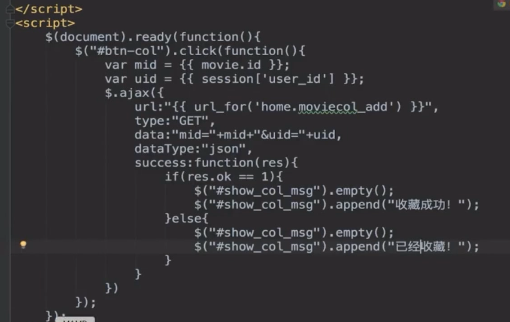 </script>
<script>
    $(document).ready(function(){
        $("#btn-col").click(function(){
            var mid = {{ movie.id }};
            var uid = {{ session['user_id'] }};
            $.ajax({
                url:"{{ url_for('home.moviecol_add') }}",
                type:"GET",
                data:"mid="+mid+"&uid="+uid,
                dataType:"json",
                success:function(res){
                    if(res.ok == 1){
                        $("#show_col_msg").empty();
                        $("#show_col_msg").append("收藏成功！");
                    }else{
                        $("#show_col_msg").empty();
                        $("#show_col_msg").append("已经收藏！");
                    }
                }
            })
        });
    });